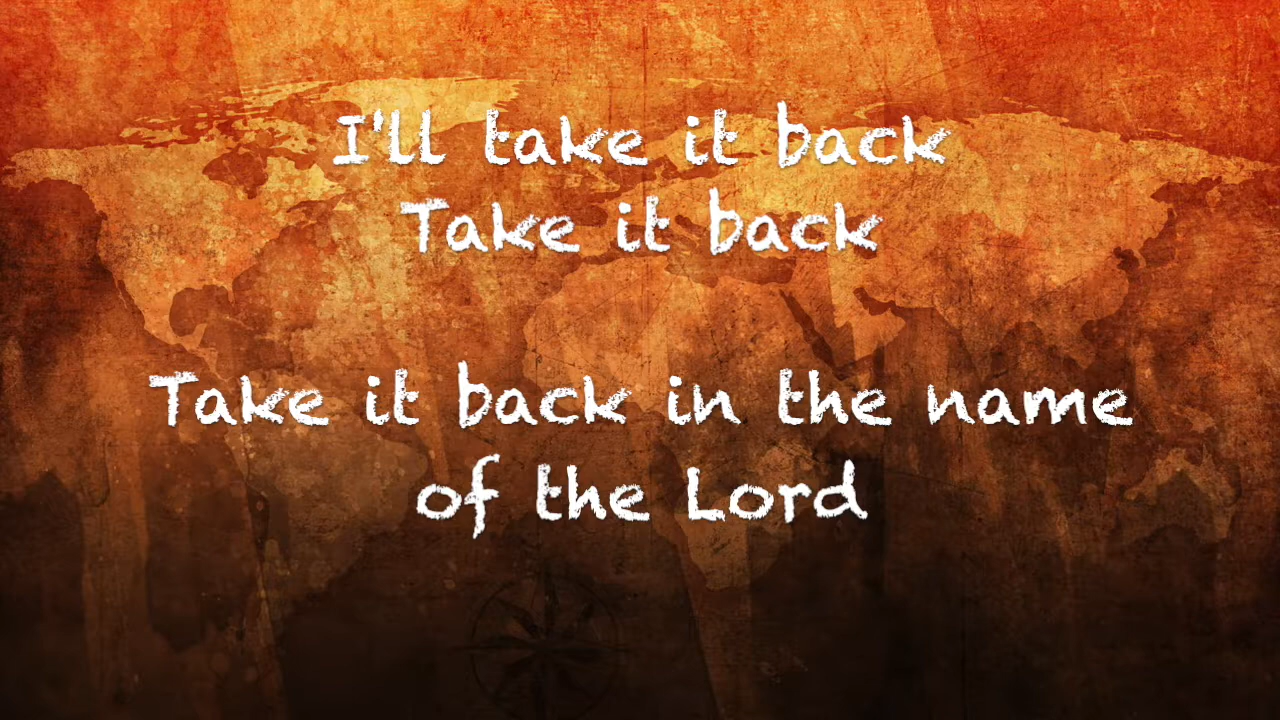 I'll take it back
Take it back
Take it back in the name
of the Lord